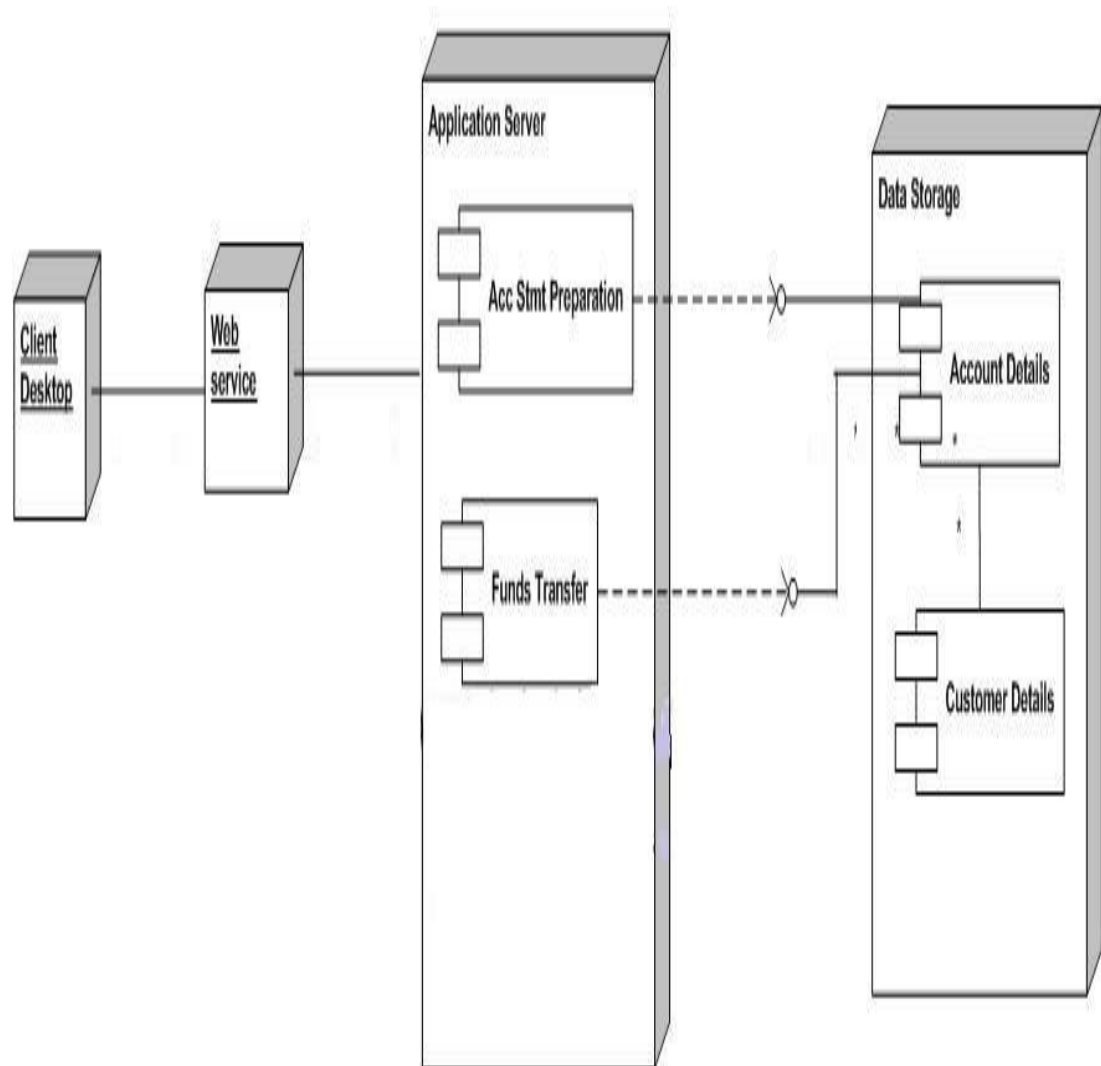 Application Server
Data Storage
Acc Stmt Preparation
Client
Desktop
Web
service
Account Details
Funds Transfer
Customer Details
*
*
*